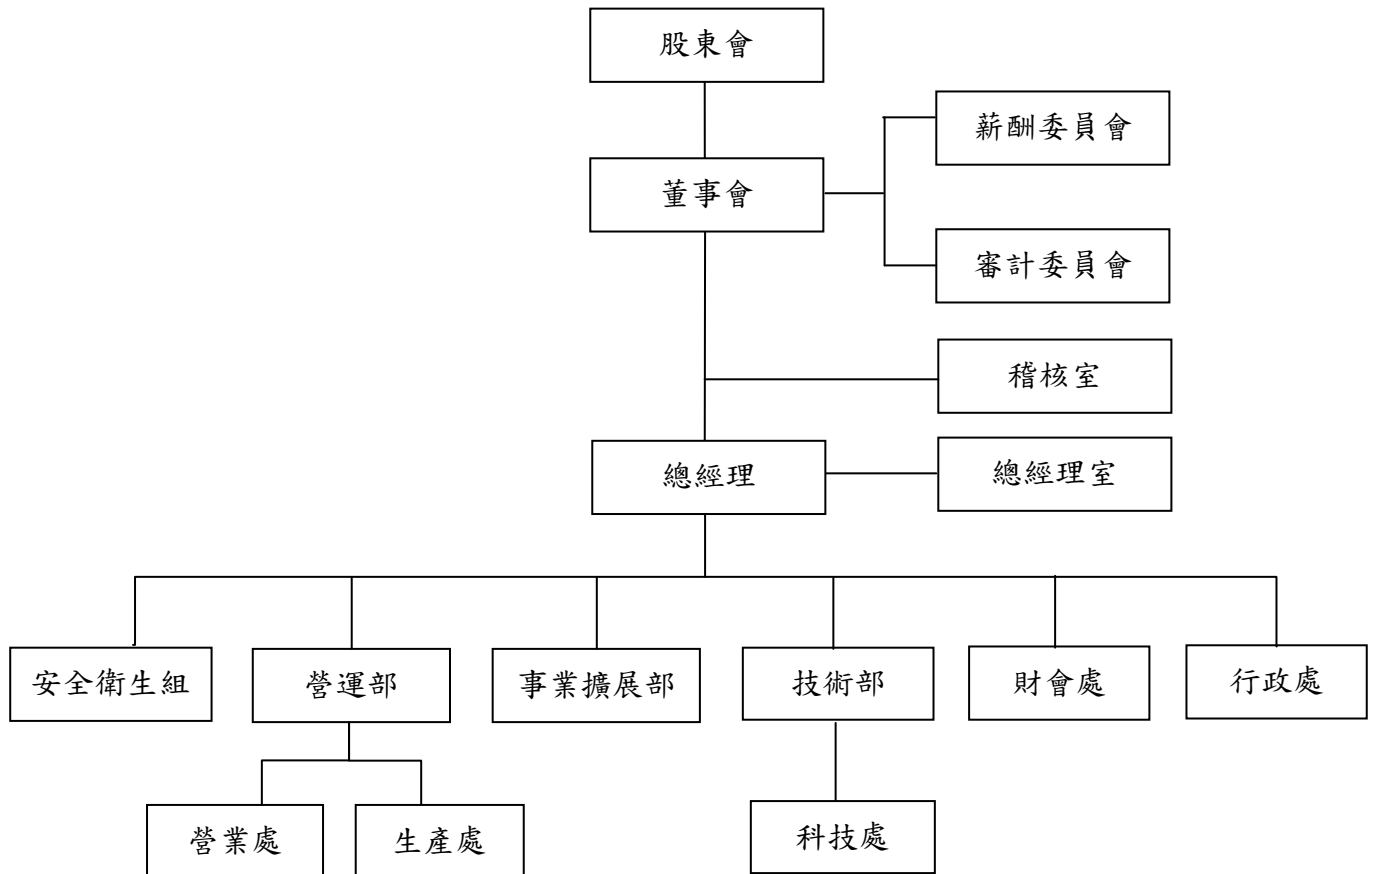 股東會
薪酬委員會
董事會
審計委員會
稽核室
總經理
總經理室
安全衛生組
營運部
事業擴展部
技術部
財會處
行政處
營業處
生產處
科技處